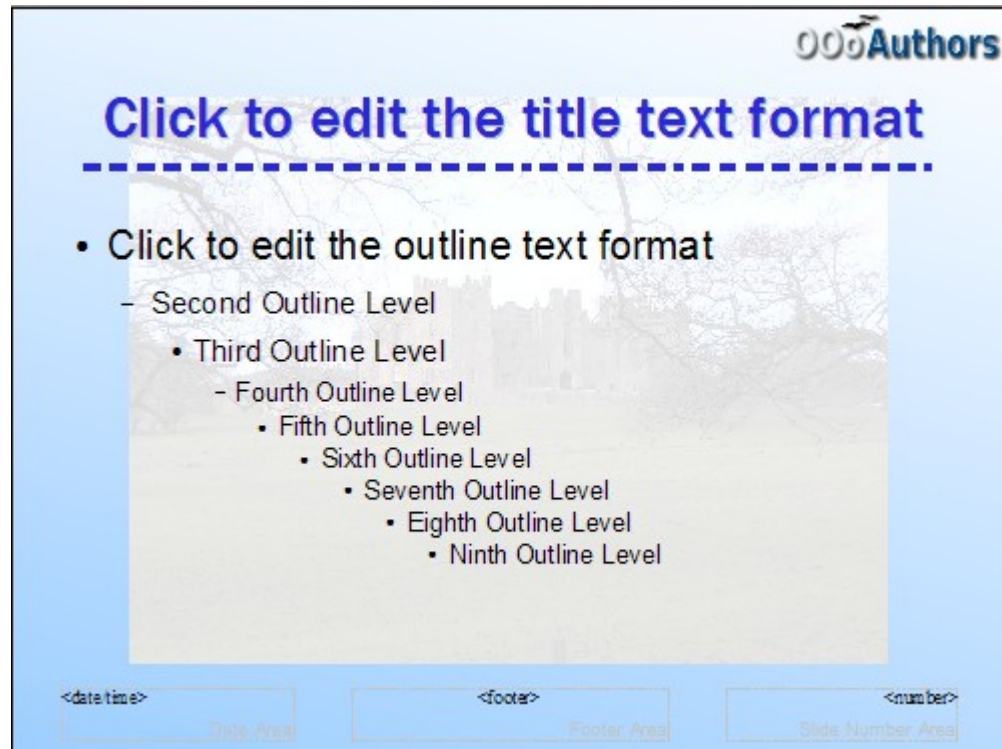 OOoAuthors
Click to edit the title text format
• Click to edit the outline text format
– Second Outline Level
• Third Outline Level
– Fourth Outline Level
• Fifth Outline Level
• Sixth Outline Level
• Seventh Outline Level
• Eighth Outline Level
• Ninth Outline Level
<date/time> <footer> <number>
Date Area Footer Area Slide Number Area